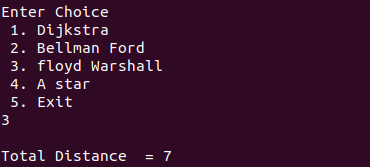 Enter Choice
1. Dijkstra
2. Bellman Ford
3. floyd Warshall
4. A star
5. Exit
3
Total Distance  = 7